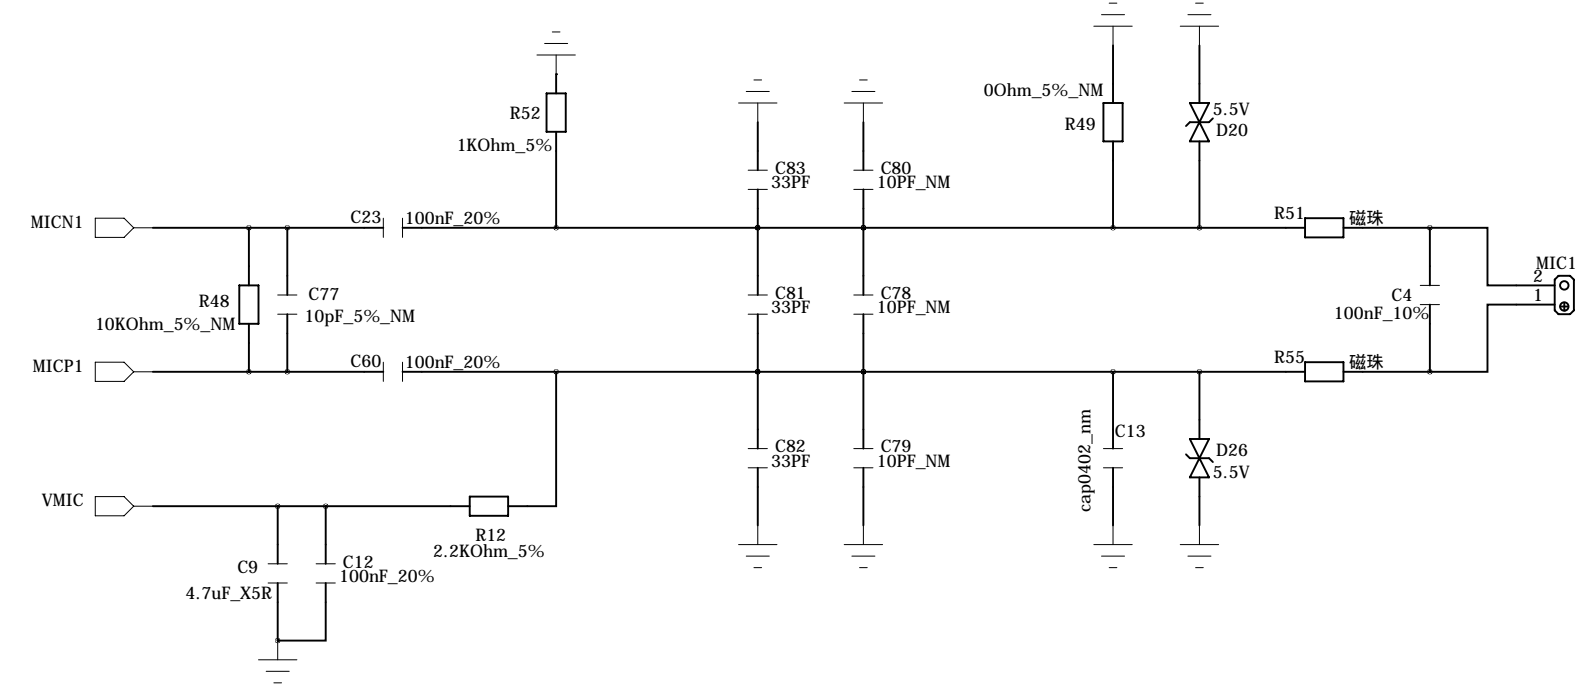 R52
1KOhm_5%
0Ohm_5%_NM
R49
5.5V
D20
C83
33PF
C80
10PF_NM
MICN1
C23
100nF_20%
R51
磁珠
R48
10KOhm_5%_NM
C77
10pF_5%_NM
C81
33PF
C78
10PF_NM
C4
100nF_10%
MIC1
2
1
MICP1
C60
100nF_20%
R55
磁珠
C82
33PF
C79
10PF_NM
cap0402_nm
C13
D26
5.5V
VMIC
R12
2.2KOhm_5%
C9
4.7uF_X5R
C12
100nF_20%